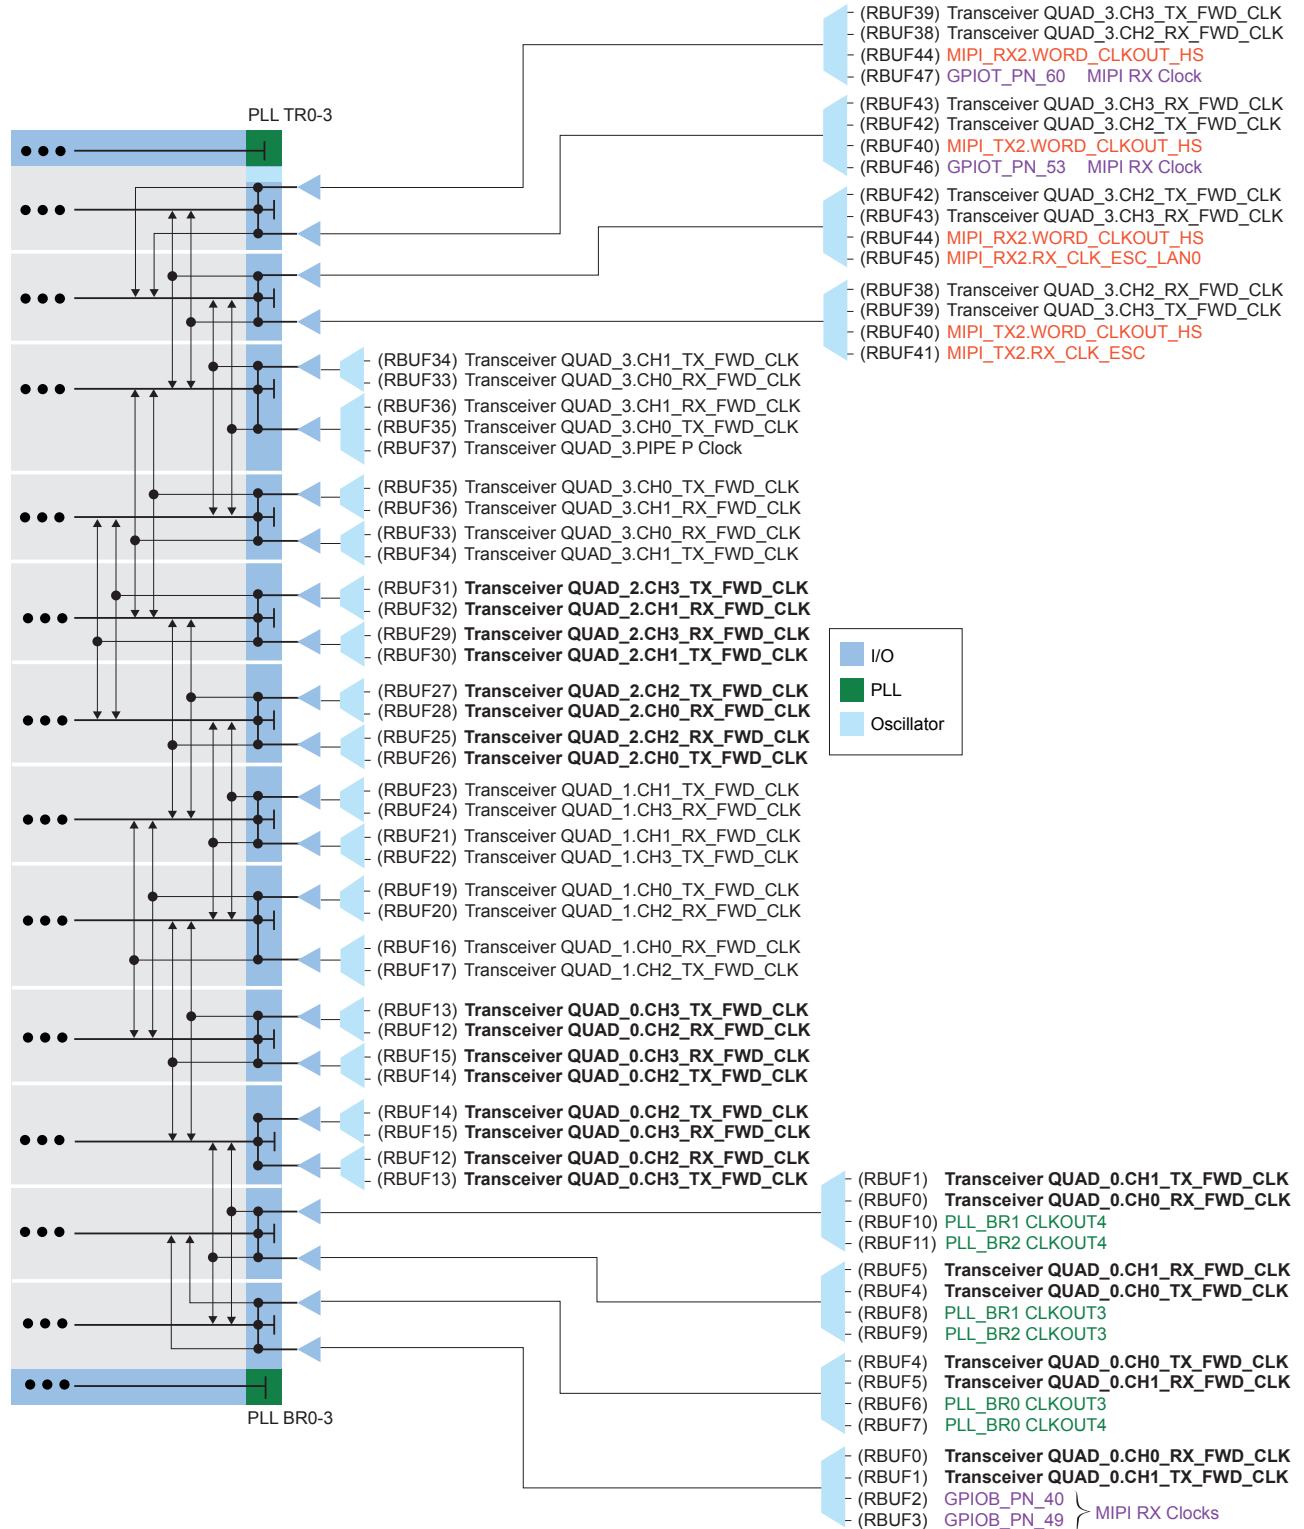 (RBUF39) Transceiver QUAD_3.CH3_TX_FWD_CLK
(RBUF38) Transceiver QUAD_3.CH2_RX_FWD_CLK
(RBUF44) MIPI_RX2.WORD_CLKOUT_HS
(RBUF47) GPIOT_PN_60 MIPI RX Clock
(RBUF43) Transceiver QUAD_3.CH3_RX_FWD_CLK
(RBUF42) Transceiver QUAD_3.CH2_TX_FWD_CLK
(RBUF40) MIPI_TX2.WORD_CLKOUT_HS
(RBUF46) GPIOT_PN_53 MIPI RX Clock
(RBUF42) Transceiver QUAD_3.CH2_TX_FWD_CLK
(RBUF43) Transceiver QUAD_3.CH3_RX_FWD_CLK
(RBUF44) MIPI_RX2.WORD_CLKOUT_HS
(RBUF45) MIPI_RX2.RX_CLK_ESC_LAN0
(RBUF38) Transceiver QUAD_3.CH2_RX_FWD_CLK
(RBUF39) Transceiver QUAD_3.CH3_TX_FWD_CLK
(RBUF40) MIPI_TX2.WORD_CLKOUT_HS
(RBUF41) MIPI_TX2.RX_CLK_ESC
PLL TR0-3
(RBUF34) Transceiver QUAD_3.CH1_TX_FWD_CLK
(RBUF33) Transceiver QUAD_3.CH0_RX_FWD_CLK
(RBUF36) Transceiver QUAD_3.CH1_RX_FWD_CLK
(RBUF35) Transceiver QUAD_3.CH0_TX_FWD_CLK
(RBUF37) Transceiver QUAD_3.PIPE P Clock
(RBUF35) Transceiver QUAD_3.CH0_TX_FWD_CLK
(RBUF36) Transceiver QUAD_3.CH1_RX_FWD_CLK
(RBUF33) Transceiver QUAD_3.CH0_RX_FWD_CLK
(RBUF34) Transceiver QUAD_3.CH1_TX_FWD_CLK
(RBUF31) Transceiver QUAD_2.CH3_TX_FWD_CLK
(RBUF32) Transceiver QUAD_2.CH1_RX_FWD_CLK
(RBUF29) Transceiver QUAD_2.CH3_RX_FWD_CLK
(RBUF30) Transceiver QUAD_2.CH1_TX_FWD_CLK
(RBUF27) Transceiver QUAD_2.CH2_TX_FWD_CLK
(RBUF28) Transceiver QUAD_2.CH0_RX_FWD_CLK
(RBUF25) Transceiver QUAD_2.CH2_RX_FWD_CLK
(RBUF26) Transceiver QUAD_2.CH0_TX_FWD_CLK
I/O
PLL
Oscillator
(RBUF23) Transceiver QUAD_1.CH1_TX_FWD_CLK
(RBUF24) Transceiver QUAD_1.CH3_RX_FWD_CLK
(RBUF21) Transceiver QUAD_1.CH1_RX_FWD_CLK
(RBUF22) Transceiver QUAD_1.CH3_TX_FWD_CLK
(RBUF19) Transceiver QUAD_1.CH0_TX_FWD_CLK
(RBUF20) Transceiver QUAD_1.CH2_RX_FWD_CLK
(RBUF16) Transceiver QUAD_1.CH0_RX_FWD_CLK
(RBUF17) Transceiver QUAD_1.CH2_TX_FWD_CLK
(RBUF13) Transceiver QUAD_0.CH3_TX_FWD_CLK
(RBUF12) Transceiver QUAD_0.CH2_RX_FWD_CLK
(RBUF15) Transceiver QUAD_0.CH3_RX_FWD_CLK
(RBUF14) Transceiver QUAD_0.CH2_TX_FWD_CLK
(RBUF14) Transceiver QUAD_0.CH2_TX_FWD_CLK
(RBUF15) Transceiver QUAD_0.CH3_RX_FWD_CLK
(RBUF12) Transceiver QUAD_0.CH2_RX_FWD_CLK
(RBUF13) Transceiver QUAD_0.CH3_TX_FWD_CLK
(RBUF1) Transceiver QUAD_0.CH1_TX_FWD_CLK
(RBUF0) Transceiver QUAD_0.CH0_RX_FWD_CLK
(RBUF10) PLL_BR1 CLKOUT4
(RBUF11) PLL_BR2 CLKOUT4
(RBUF5) Transceiver QUAD_0.CH1_RX_FWD_CLK
(RBUF4) Transceiver QUAD_0.CH0_TX_FWD_CLK
(RBUF8) PLL_BR1 CLKOUT3
(RBUF9) PLL_BR2 CLKOUT3
(RBUF4) Transceiver QUAD_0.CH0_TX_FWD_CLK
(RBUF5) Transceiver QUAD_0.CH1_RX_FWD_CLK
(RBUF6) PLL_BR0 CLKOUT3
(RBUF7) PLL_BR0 CLKOUT4
PLL BR0-3
(RBUF0) Transceiver QUAD_0.CH0_RX_FWD_CLK
(RBUF1) Transceiver QUAD_0.CH1_TX_FWD_CLK
(RBUF2) GPIOB_PN_40
(RBUF3) GPIOB_PN_49
MIPI RX Clocks